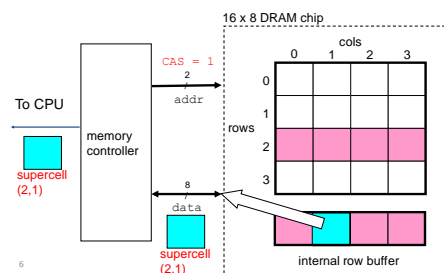 16 x 8 DRAM chip
cols
0 1 2 3
CAS = 1
2
addr
0
1
rows
2
3
To CPU
memory
controller
supercell
(2,1)
8
data
supercell
(2,1)
internal row buffer
6